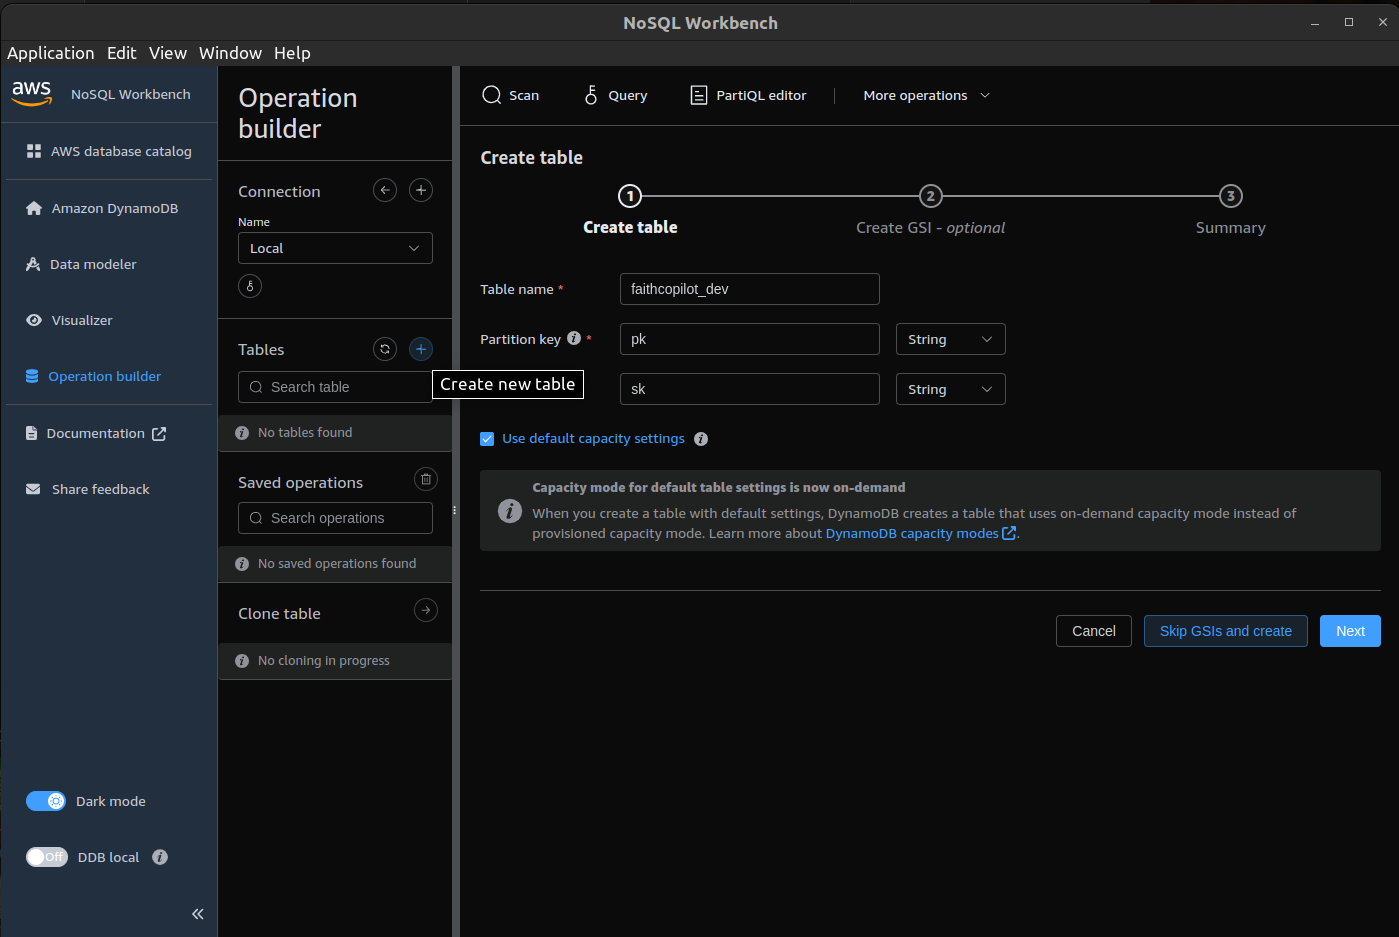 NoSQL Workbench
Application Edit View Window Help
aws
NoSQL Workbench
AWS database catalog
Amazon DynamoDB
Data modeler
Visualizer
Operation builder
Documentation
Share feedback
Dark mode
Off
DDB local
Operation
builder
Connection
Name
Local
Tables
Search table
Create new table
No tables found
Saved operations
Search operations
No saved operations found
Clone table
No cloning in progress
Scan
Query
PartiQL editor
More operations
Create table
1
2
3
Create table
Create GSI - optional
Summary
Table name *
faithcopilot_dev
Partition key *
pk
String
sk
String
Use default capacity settings
Capacity mode for default table settings is now on-demand
When you create a table with default settings, DynamoDB creates a table that uses on-demand capacity mode instead of
provisioned capacity mode. Learn more about DynamoDB capacity modes.
Cancel
Skip GSIs and create
Next